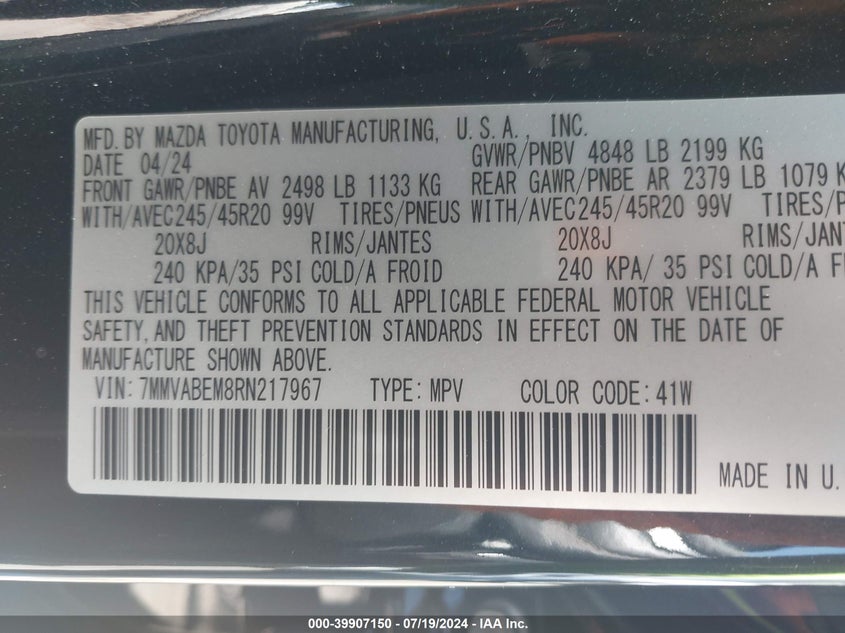 MFD. BY MAZDA TOYOTA MANUFACTURING, U.S.A., INC.
DATE 04/24 GVWR/PNBV 4848 LB 2199 KG
FRONT GAWR/PNBE AV 2498 LB 1133 KG REAR GAWR/PNBE AR 2379 LB 1079 K
WITH/AVEC245/45R20 99V TIRES/PNEUS WITH/AVEC245/45R20 99V TIRES/P
20X8J RIMS/JANTES 20X8J RIMS/JANT
240 KPA/35 PSI COLD/A FROID 240 KPA/ 35 PSI COLD/A F
THIS VEHICLE CONFORMS TO ALL APPLICABLE FEDERAL MOTOR VEHICLE
SAFETY, AND THEFT PREVENTION STANDARDS IN EFFECT ON THE DATE OF
MANUFACTURE SHOWN ABOVE.
VIN: 7MMVABEM8RN217967 TYPE: MPV COLOR CODE: 41W
MADE IN U.
000-39907150 - 07/19/2024 - IAA Inc.